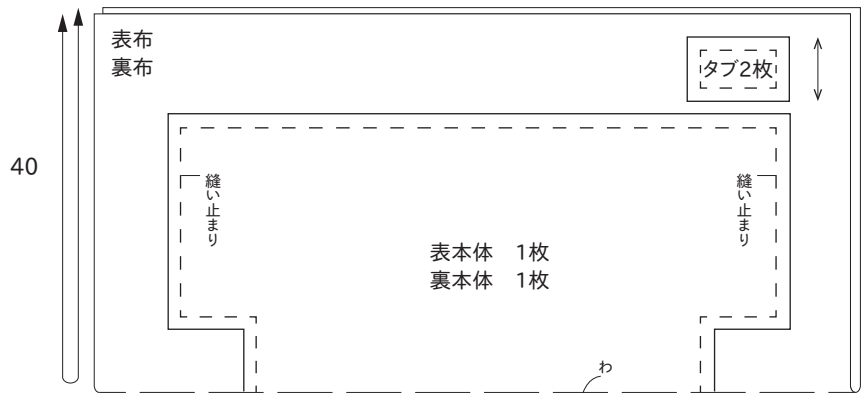 表布
裏布
タブ2枚
40
縫い止まり
縫い止まり
表本体　1枚
裏本体　1枚
わ